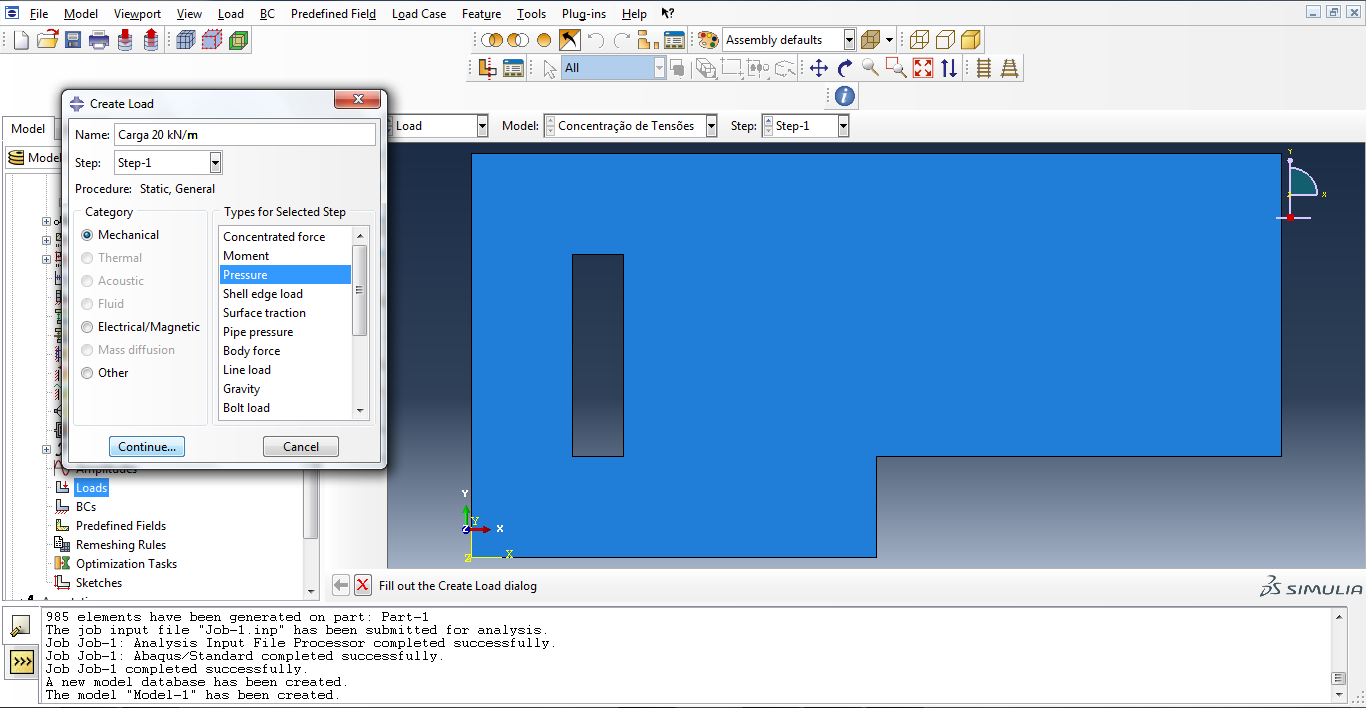 File Model Viewport View Load BC Predefined Field Load Case Feature Tools Plug-ins Help
Assembly defaults
All
Create Load
Model
Load Model: Concentração de Tensões Step: Step-1
Name: Carga 20 kN/m
Model
Step: Step-1
Procedure: Static, General
Category
Types for Selected Step
Mechanical
Thermal
Acoustic
Fluid
Electrical/Magnetic
Mass diffusion
Other
Concentrated force
Moment
Pressure
Shell edge load
Surface traction
Pipe pressure
Body force
Line load
Gravity
Bolt load
Continue...
Cancel
Amplitudes
Loads
BCs
Predefined Fields
Remeshing Rules
Optimization Tasks
Sketches
Y
X
Z
Y
X
Z
Y
X
Z
Fill out the Create Load dialog
SIMULIA
985 elements have been generated on part: Part-1
The job input file "Job-1.inp" has been submitted for analysis.
Job Job-1: Analysis Input File Processor completed successfully.
Job Job-1: Abaqus/Standard completed successfully.
Job Job-1 completed successfully.
A new model database has been created.
The model "Model-1" has been created.